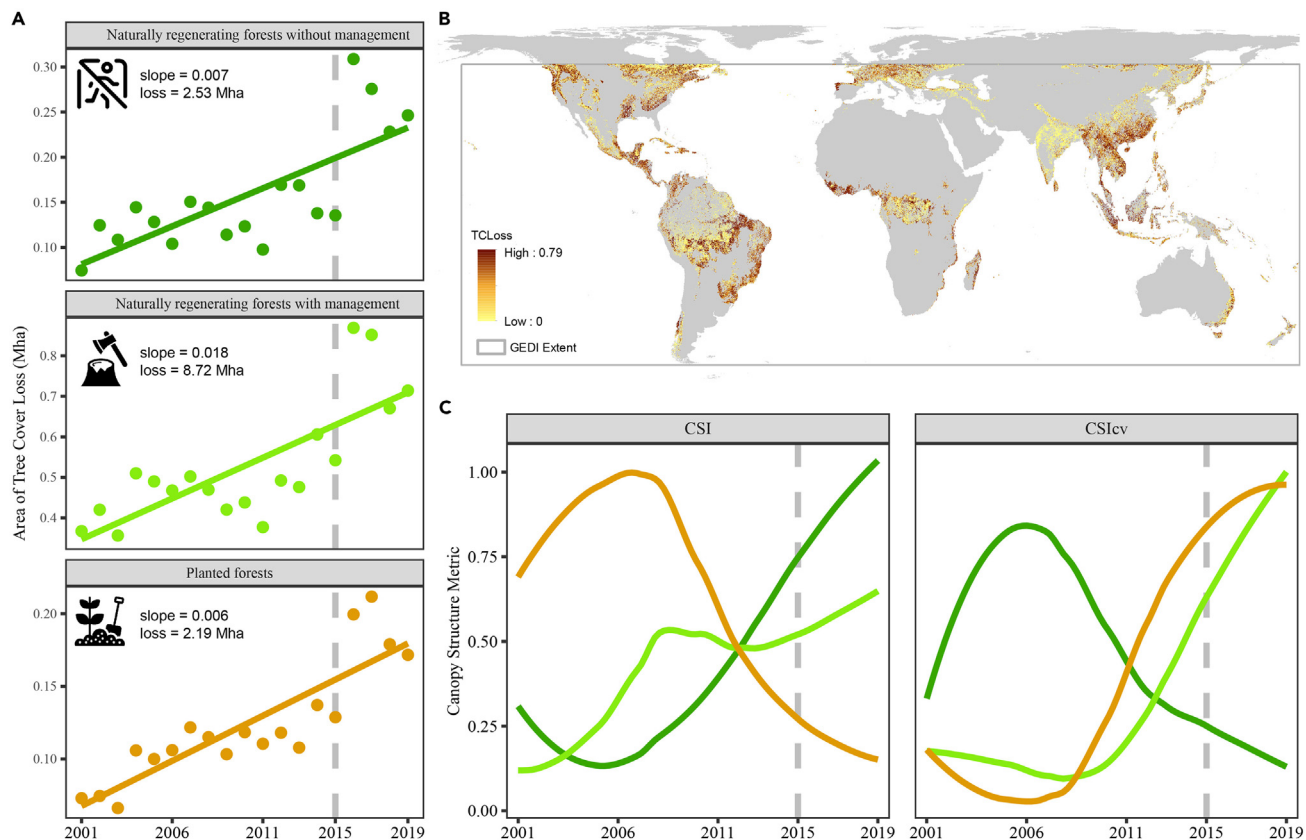 A
Naturally regenerating forests without management
slope = 0.007
loss = 2.53 Mha
0.30
0.25
0.20
0.15
0.10
Naturally regenerating forests with management
slope = 0.018
loss = 8.72 Mha
0.8
0.7
0.6
0.5
0.4
Area of Tree Cover Loss (Mha)
Planted forests
slope = 0.006
loss = 2.19 Mha
0.20
0.15
0.10
2001
2006
2011
2015
2019
B
TCLoss
High : 0.79
Low : 0
GEDI Extent
C
CSI
CSIcv
Canopy Structure Metric
1.00
0.75
0.50
0.25
0.00
2001
2006
2011
2015
2019
2001
2006
2011
2015
2019